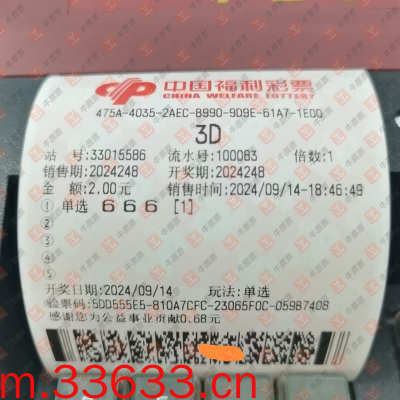 中国福利彩票
CHINA WELFARE LOTTERY
475A-4035-2AEC-B990-9D9E-61A7-1E00
3D
站 号:33015586 流水号:100083 倍数:1
销售期:2024248 开奖期:2024248
金 额:2.00元 销售时间:2024/09/14-18:46:49
① 单选 6 6 6 [1]
②
③
④
⑤
开奖日期:2024/09/14 玩法:单选
验票码:5DD555E5-810A7CFC-23065F0C-059B740B
感谢您为公益事业贡献0.68元
m.33633.cn